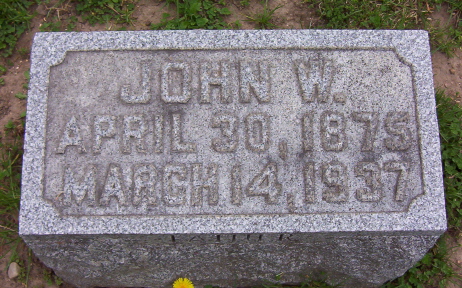 JOHN W.
APRIL 30, 1875
MARCH 14, 1937